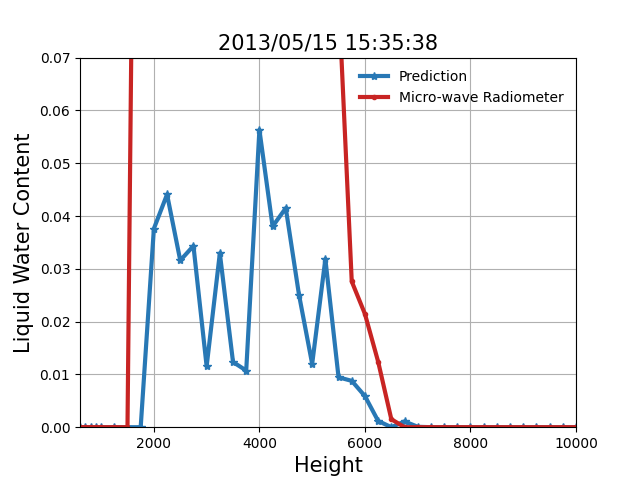 2013/05/15 15:35:38
0.07
0.06
0.05
0.04
0.03
0.02
0.01
0.00
Liquid Water Content
Prediction
Micro-wave Radiometer
2000 4000 6000 8000 10000
Height